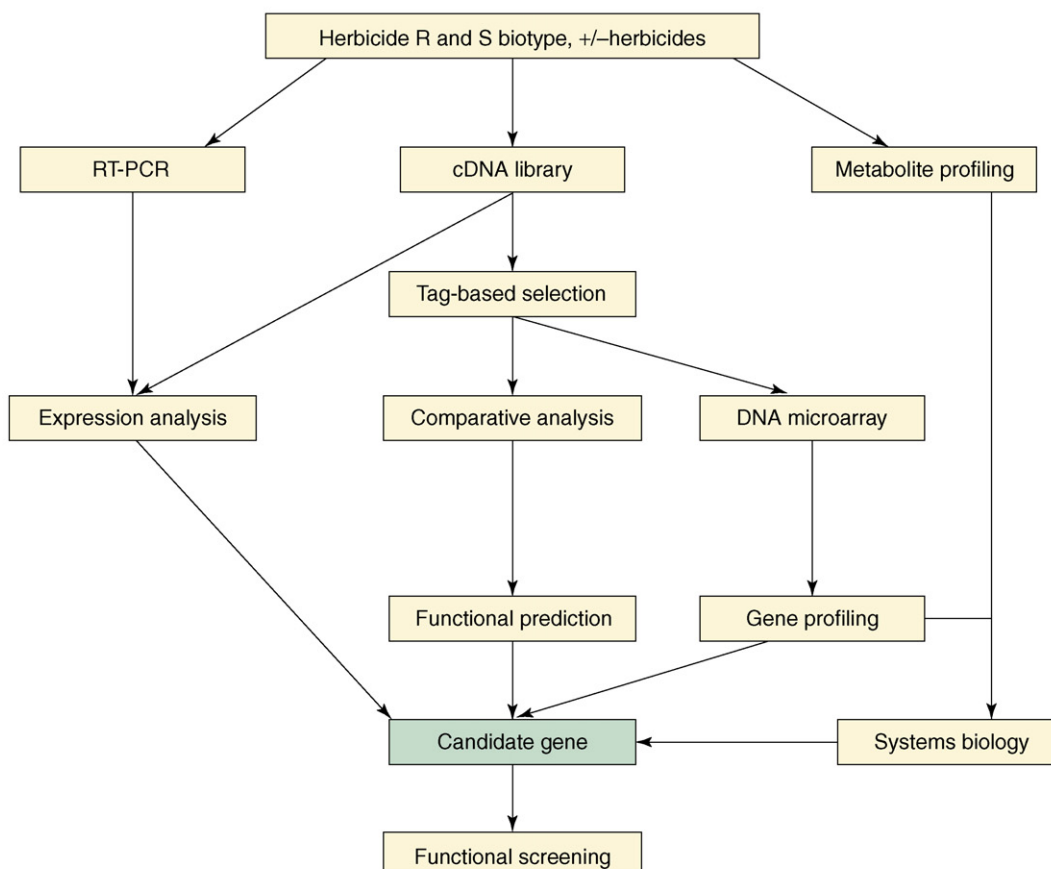 Herbicide R and S biotype, +/–herbicides
RT-PCR
cDNA library
Metabolite profiling
Tag-based selection
Expression analysis
Comparative analysis
DNA microarray
Functional prediction
Gene profiling
Candidate gene
Systems biology
Functional screening